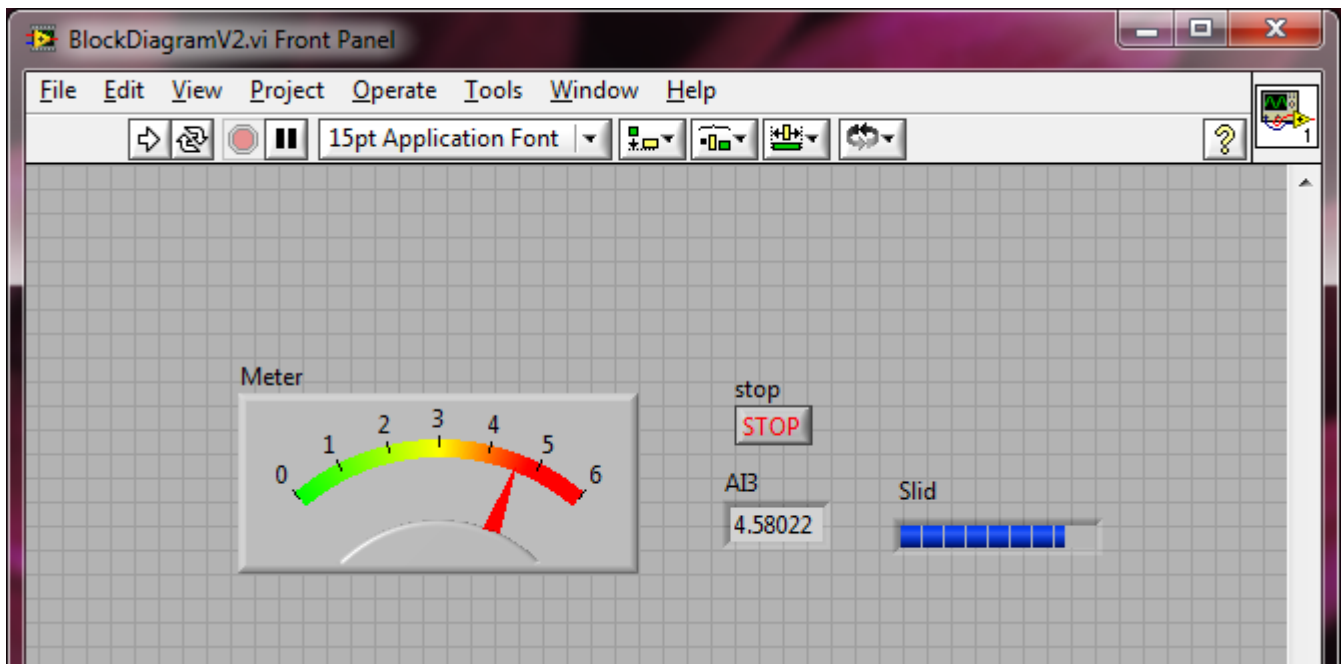 BlockDiagramV2.vi Front Panel
File Edit View Project Operate Tools Window Help
15pt Application Font
?
1
Meter
0 1 2 3 4 5 6
stop
STOP
AI3
4.58022
Slid